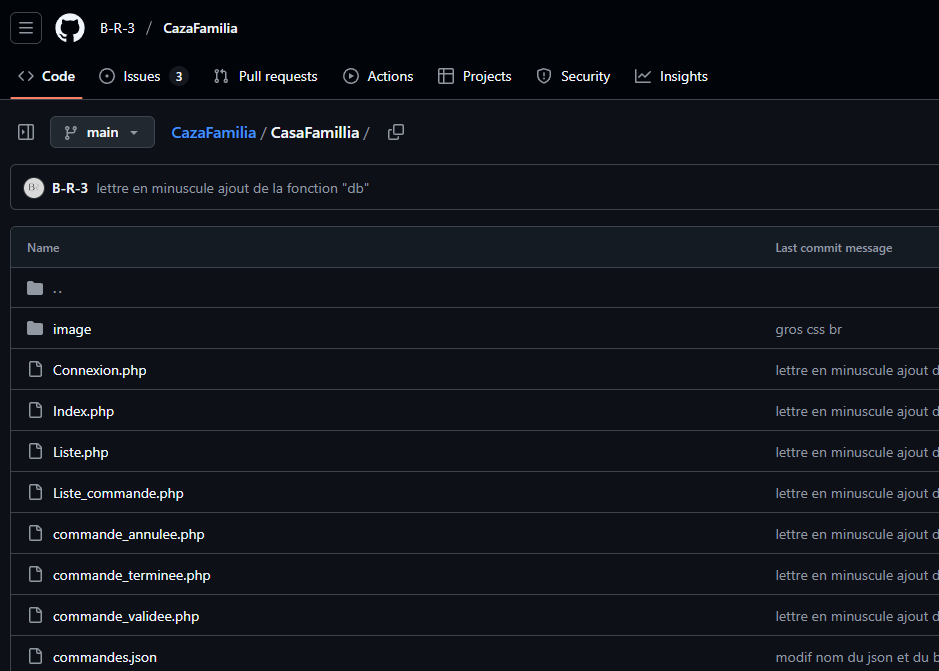 B-R-3 / CazaFamilia
Code Issues 3 Pull requests Actions Projects Security Insights
main CazaFamilia / CasaFamillia /
BR B-R-3 lettre en minuscule ajout de la fonction "db"
Name Last commit message
..
image gros css br
Connexion.php lettre en minuscule ajout d
Index.php lettre en minuscule ajout d
Liste.php lettre en minuscule ajout d
Liste_commande.php lettre en minuscule ajout d
commande_annulee.php lettre en minuscule ajout d
commande_terminee.php lettre en minuscule ajout d
commande_validee.php lettre en minuscule ajout d
commandes.json modif nom du json et du b